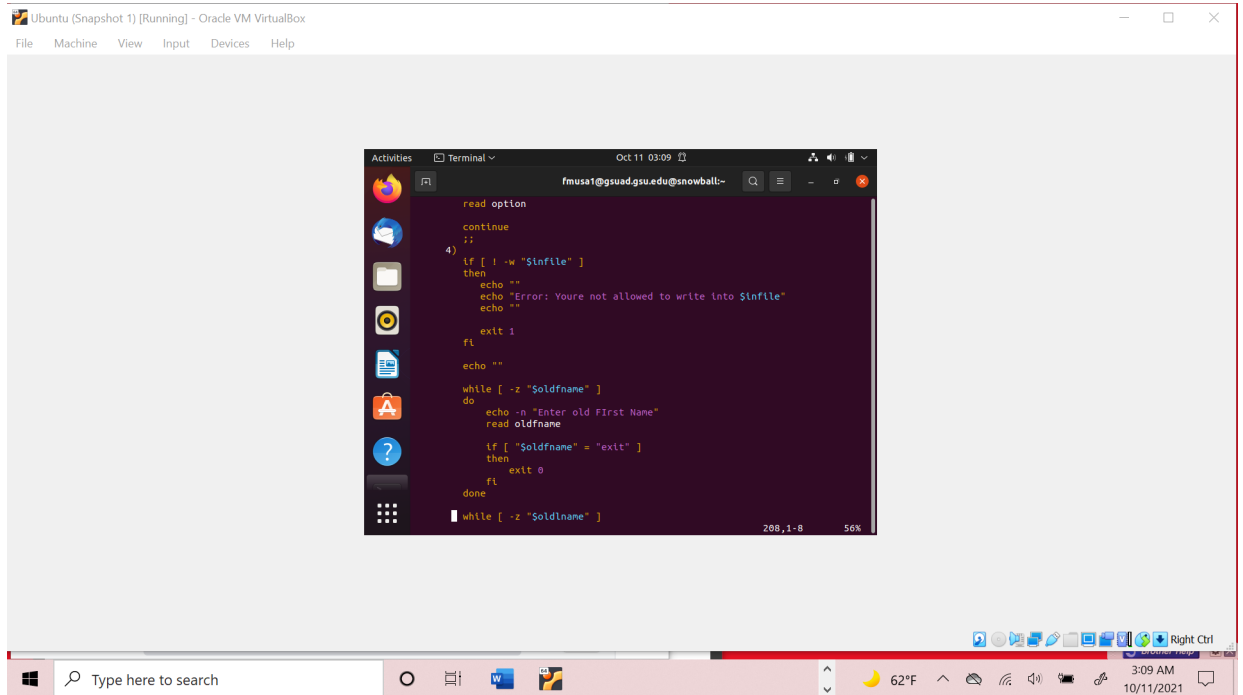 Ubuntu (Snapshot 1) [Running] - Oracle VM VirtualBox
File Machine View Input Devices Help
Activities Terminal Oct 11 03:09
fmusa1@gsuad.gsu.edu@snowball:~
read option
continue
;;
4)
if [ ! -w "$infile" ]
then
echo ""
echo "Error: Youre not allowed to write into $infile"
echo ""
exit 1
fi
echo ""
while [ -z "$oldfname" ]
do
echo -n "Enter old FIrst Name"
read oldfname
if [ "$oldfname" = "exit" ]
then
exit 0
fi
done
while [ -z "$oldlname" ]
208,1-8 56%
Right Ctrl
Brother Help
Type here to search
62°F
3:09 AM
10/11/2021